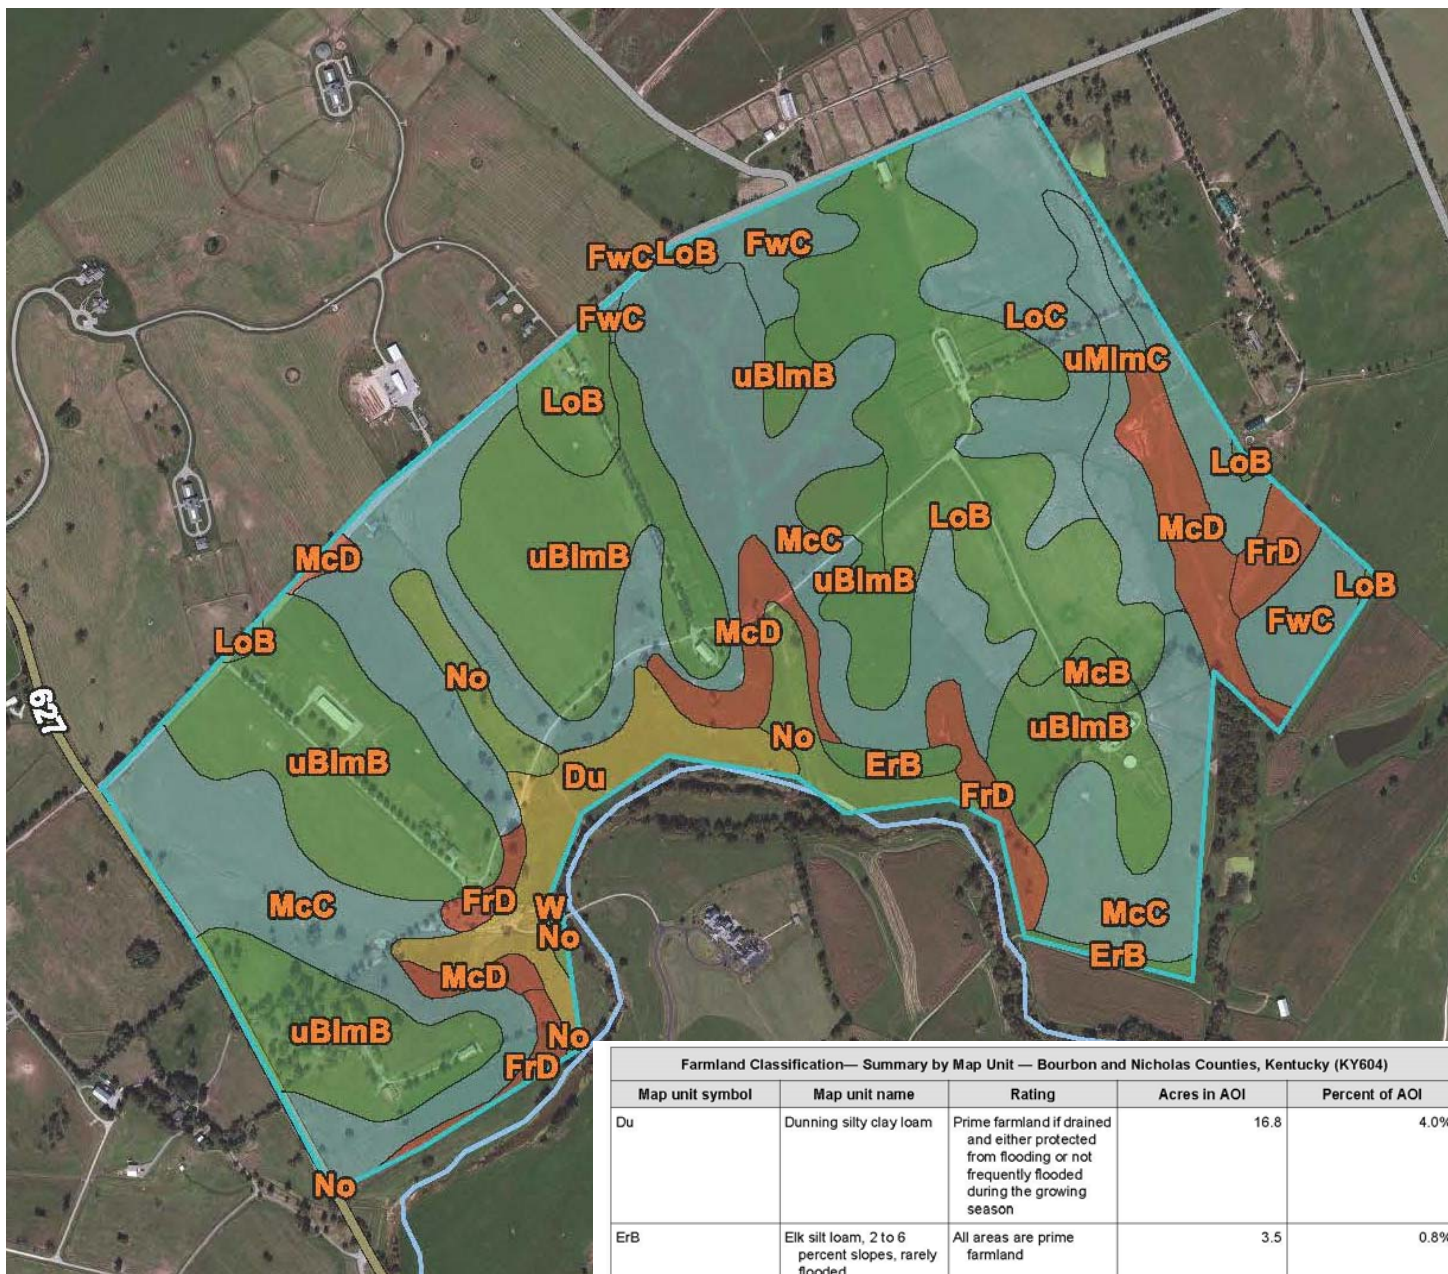 FwC LoB FwC
FwC
LoC
uMlmC
uBlmB
LoB
LoB
McD
LoB
McC
McD
FrD
LoB
uBlmB
uBlmB
FwC
McD
LoB
No
McB
627
uBlmB
No
uBlmB
Du
ErB
FrD
McC
FrD
W
No
McC
ErB
McD
uBlmB
No
FrD
No
Farmland Classification— Summary by Map Unit — Bourbon and Nicholas Counties, Kentucky (KY604)
Map unit symbol Map unit name Rating Acres in AOI Percent of AOI
Du Dunning silty clay loam Prime farmland if drained 16.8 4.0%
and either protected
from flooding or not
frequently flooded
during the growing
season
ErB Elk silt loam, 2 to 6 All areas are prime 3.5 0.8%
percent slopes, rarely farmland
flooded